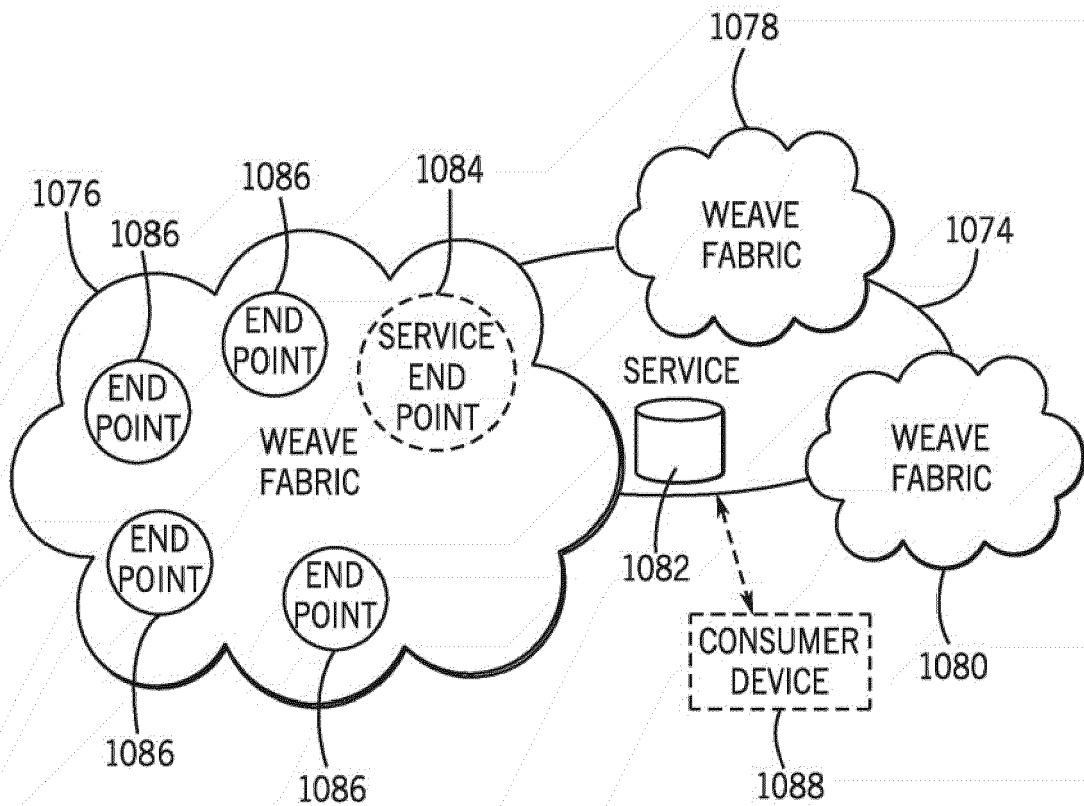 1078
1076
1086
1086
1084
1074
WEAVE
FABRIC
END
POINT
SERVICE
END
POINT
END
POINT
SERVICE
WEAVE
FABRIC
WEAVE
FABRIC
END
POINT
END
POINT
1082
CONSUMER
DEVICE
1080
1086
1086
1088